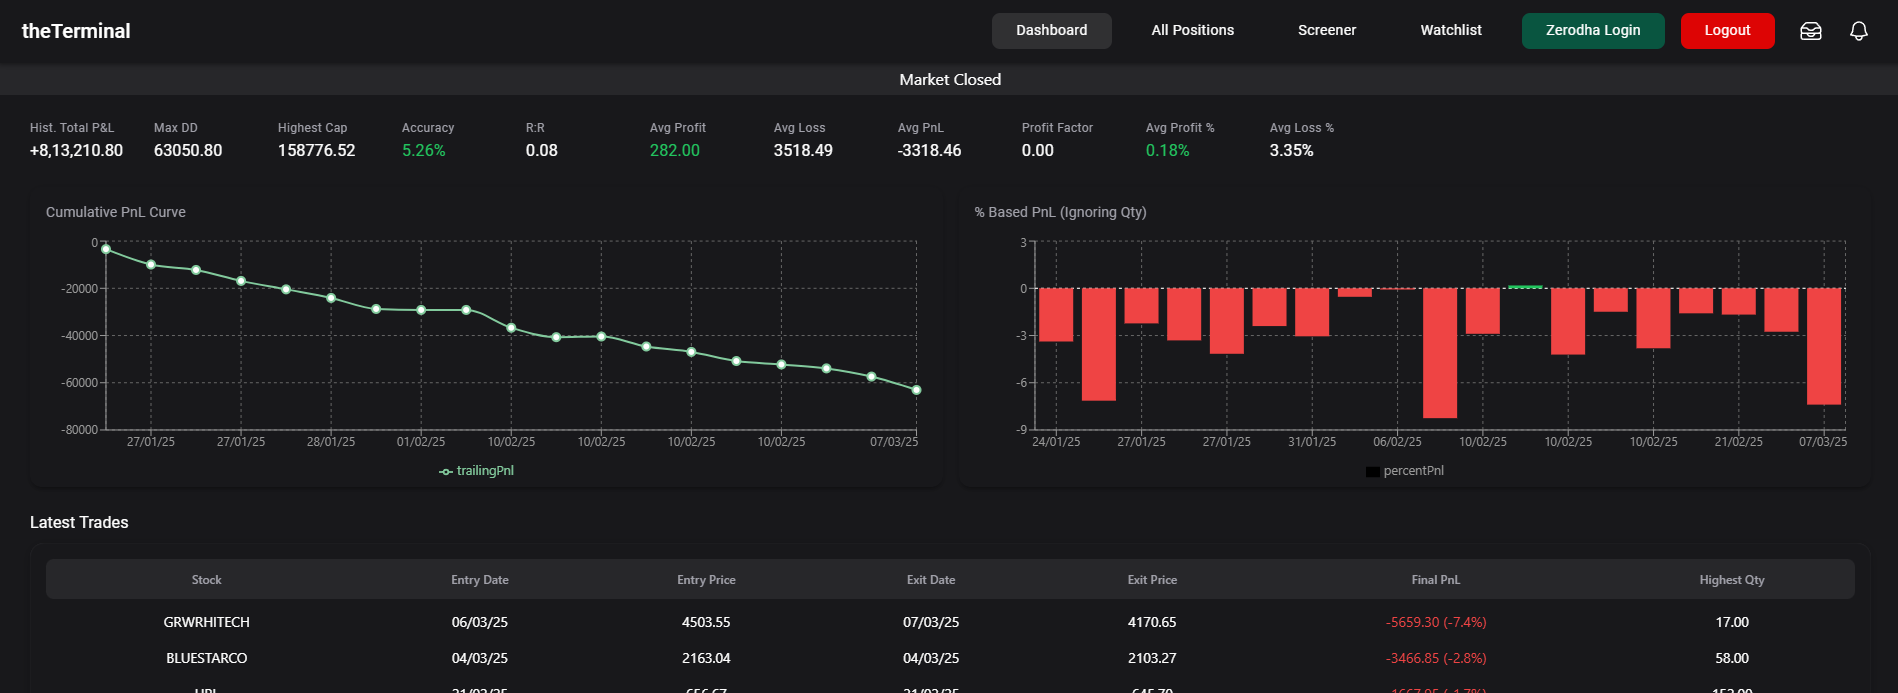 theTerminal Dashboard All Positions Screener Watchlist Zerodha Login Logout
Market Closed
Hist. Total P&L Max DD Highest Cap Accuracy R:R Avg Profit Avg Loss Avg PnL Profit Factor Avg Profit % Avg Loss %
+8,13,210.80 63050.80 158776.52 5.26% 0.08 282.00 3518.49 -3318.46 0.00 0.18% 3.35%
Cumulative PnL Curve
0
-20000
-40000
-60000
-80000
27/01/25 27/01/25 28/01/25 01/02/25 10/02/25 10/02/25 10/02/25 10/02/25 07/03/25
trailingPnl
% Based PnL (Ignoring Qty)
3
0
-3
-6
-9
24/01/25 27/01/25 27/01/25 31/01/25 06/02/25 10/02/25 10/02/25 10/02/25 21/02/25 07/03/25
percentPnl
Latest Trades
Stock Entry Date Entry Price Exit Date Exit Price Final PnL Highest Qty
GRWRHITECH 06/03/25 4503.55 07/03/25 4170.65 -5659.30 (-7.4%) 17.00
BLUESTARCO 04/03/25 2163.04 04/03/25 2103.27 -3466.85 (-2.8%) 58.00